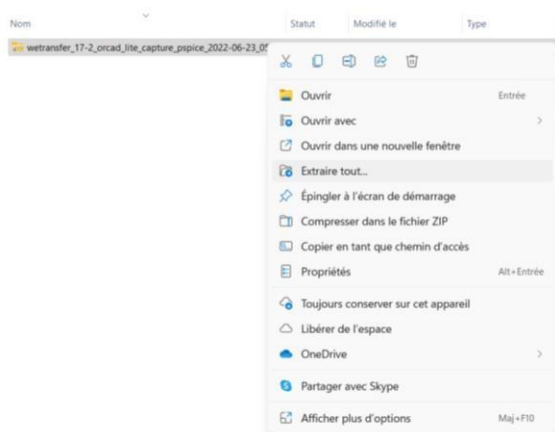 Nom Statut Modifié le Type
wetransfer_17-2_orcad_lite_capture_pspice_2022-06-23_05
Ouvrir Entrée
Ouvrir avec
Ouvrir dans une nouvelle fenêtre
Extraire tout...
Épingler à l'écran de démarrage
Compresser dans le fichier ZIP
Copier en tant que chemin d'accès
Propriétés Alt+Entrée
Toujours conserver sur cet appareil
Libérer de l'espace
OneDrive
Partager avec Skype
Afficher plus d'options Maj+F10